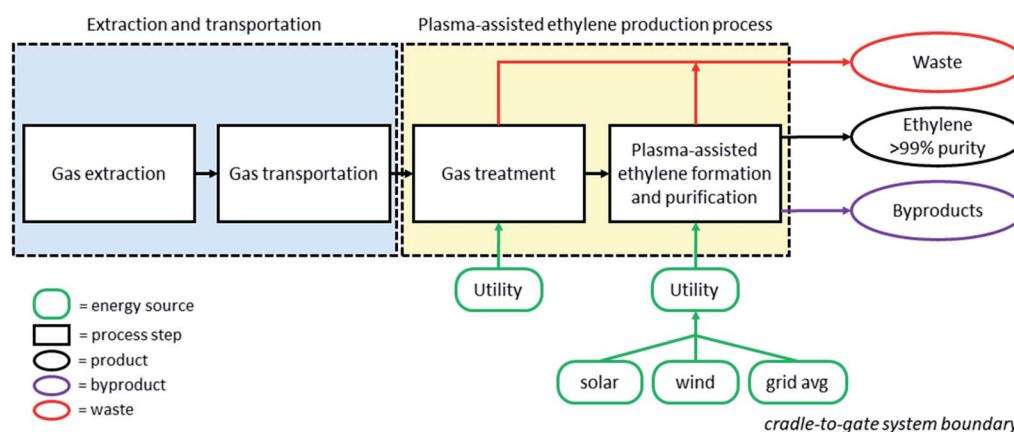 Extraction and transportation
Plasma-assisted ethylene production process
Waste
Gas extraction
Gas transportation
Gas treatment
Plasma-assisted
ethylene formation
and purification
Ethylene
>99% purity
Byproducts
Utility
Utility
= energy source
= process step
= product
= byproduct
= waste
solar
wind
grid avg
cradle-to-gate system boundary